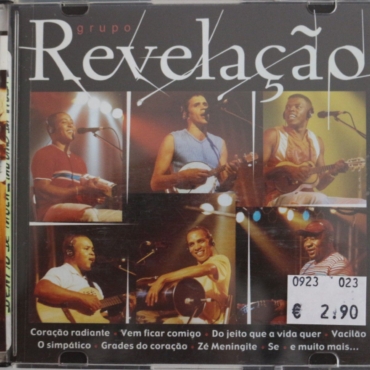 grupo
Revelação
0923 023
€ 2.90
Coração radiante • Vem ficar comigo • Do jeito que a vida quer • Vacilão
O simpático • Grades do coração • Zé Meningite • Se • e muito mais...